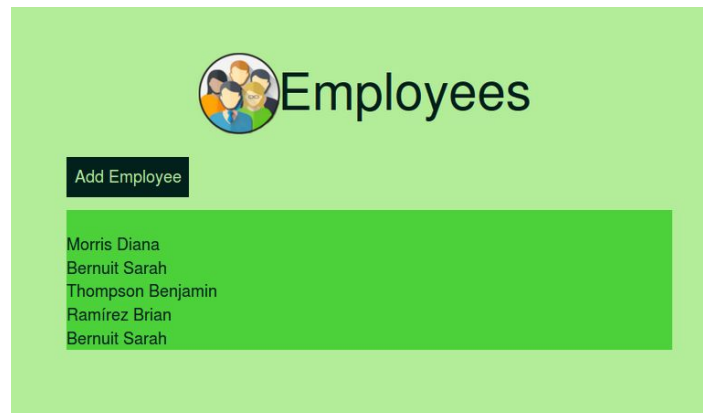 Employees
Add Employee
Morris Diana
Bernuit Sarah
Thompson Benjamin
Ramírez Brian
Bernuit Sarah